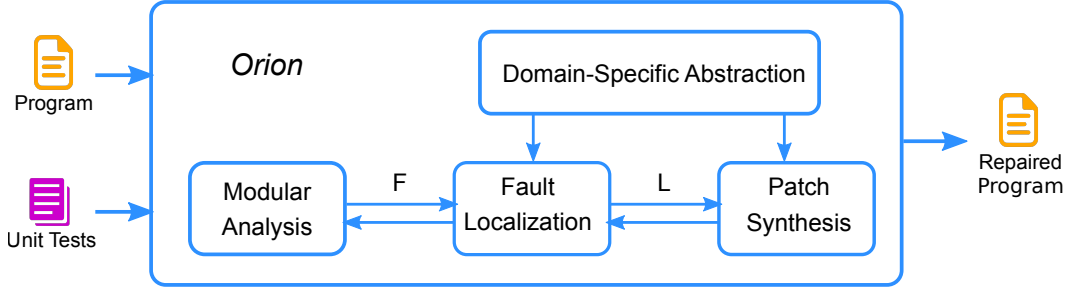 Program
Unit Tests
Orion
Domain-Specific Abstraction
Modular
Analysis
F
Fault
Localization
L
Patch
Synthesis
Repaired
Program